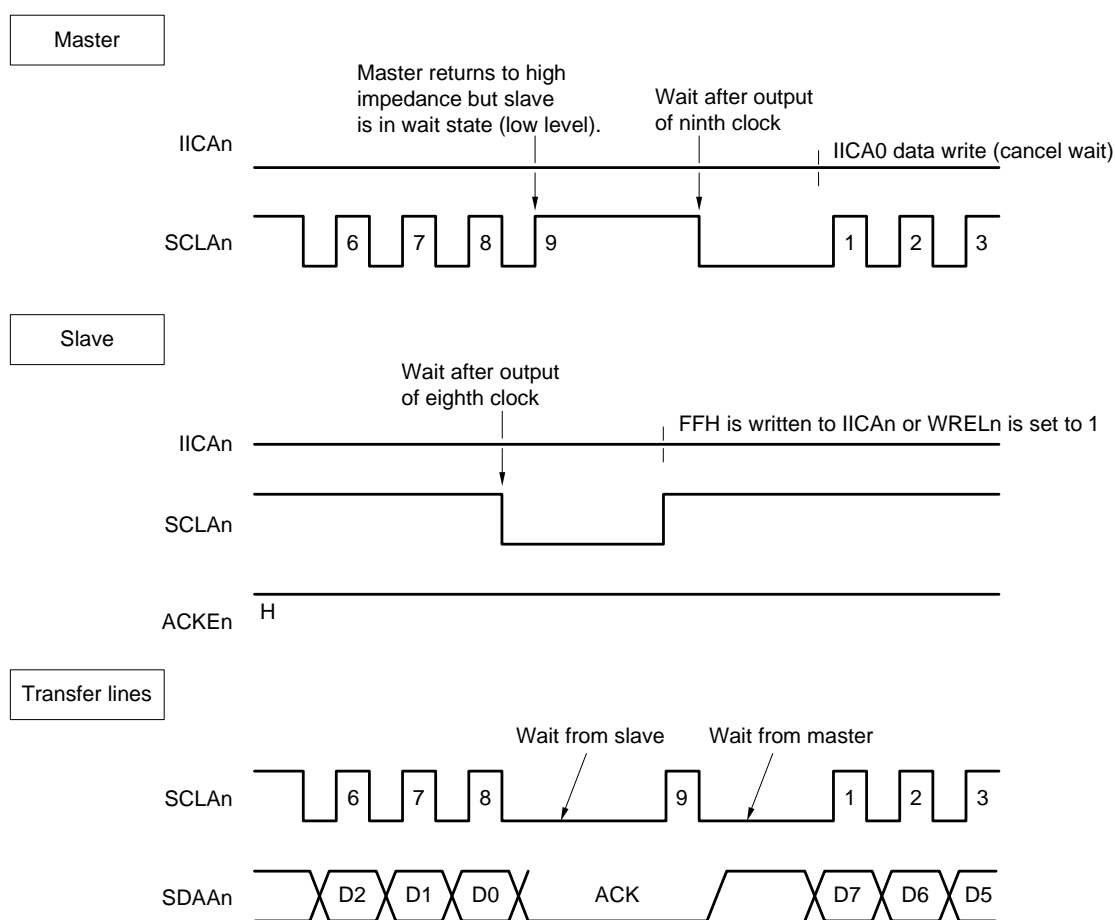 Master
Master returns to high
impedance but slave
is in wait state (low level).
Wait after output
of ninth clock
IICAn
IICA0 data write (cancel wait)
SCLAn
6 7 8 9 1 2 3
Slave
Wait after output
of eighth clock
FFH is written to IICAn or WRELn is set to 1
IICAn
SCLAn
H
ACKEn
Transfer lines
Wait from slave Wait from master
SCLAn
6 7 8 9 1 2 3
SDAAn
D2 D1 D0 ACK D7 D6 D5